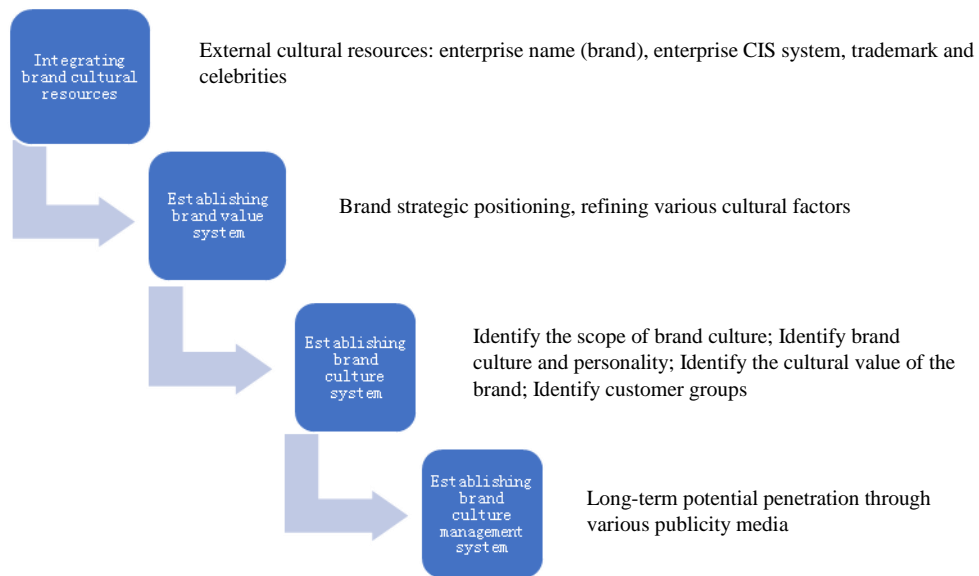 Integrating
brand cultural
resources
External cultural resources: enterprise name (brand), enterprise CIS system, trademark and
celebrities
Establishing
brand value
system
Brand strategic positioning, refining various cultural factors
Establishing
brand
culture
system
Identify the scope of brand culture; Identify brand
culture and personality; Identify the cultural value of the
brand; Identify customer groups
Establishing
brand
culture
management
system
Long-term potential penetration through
various publicity media